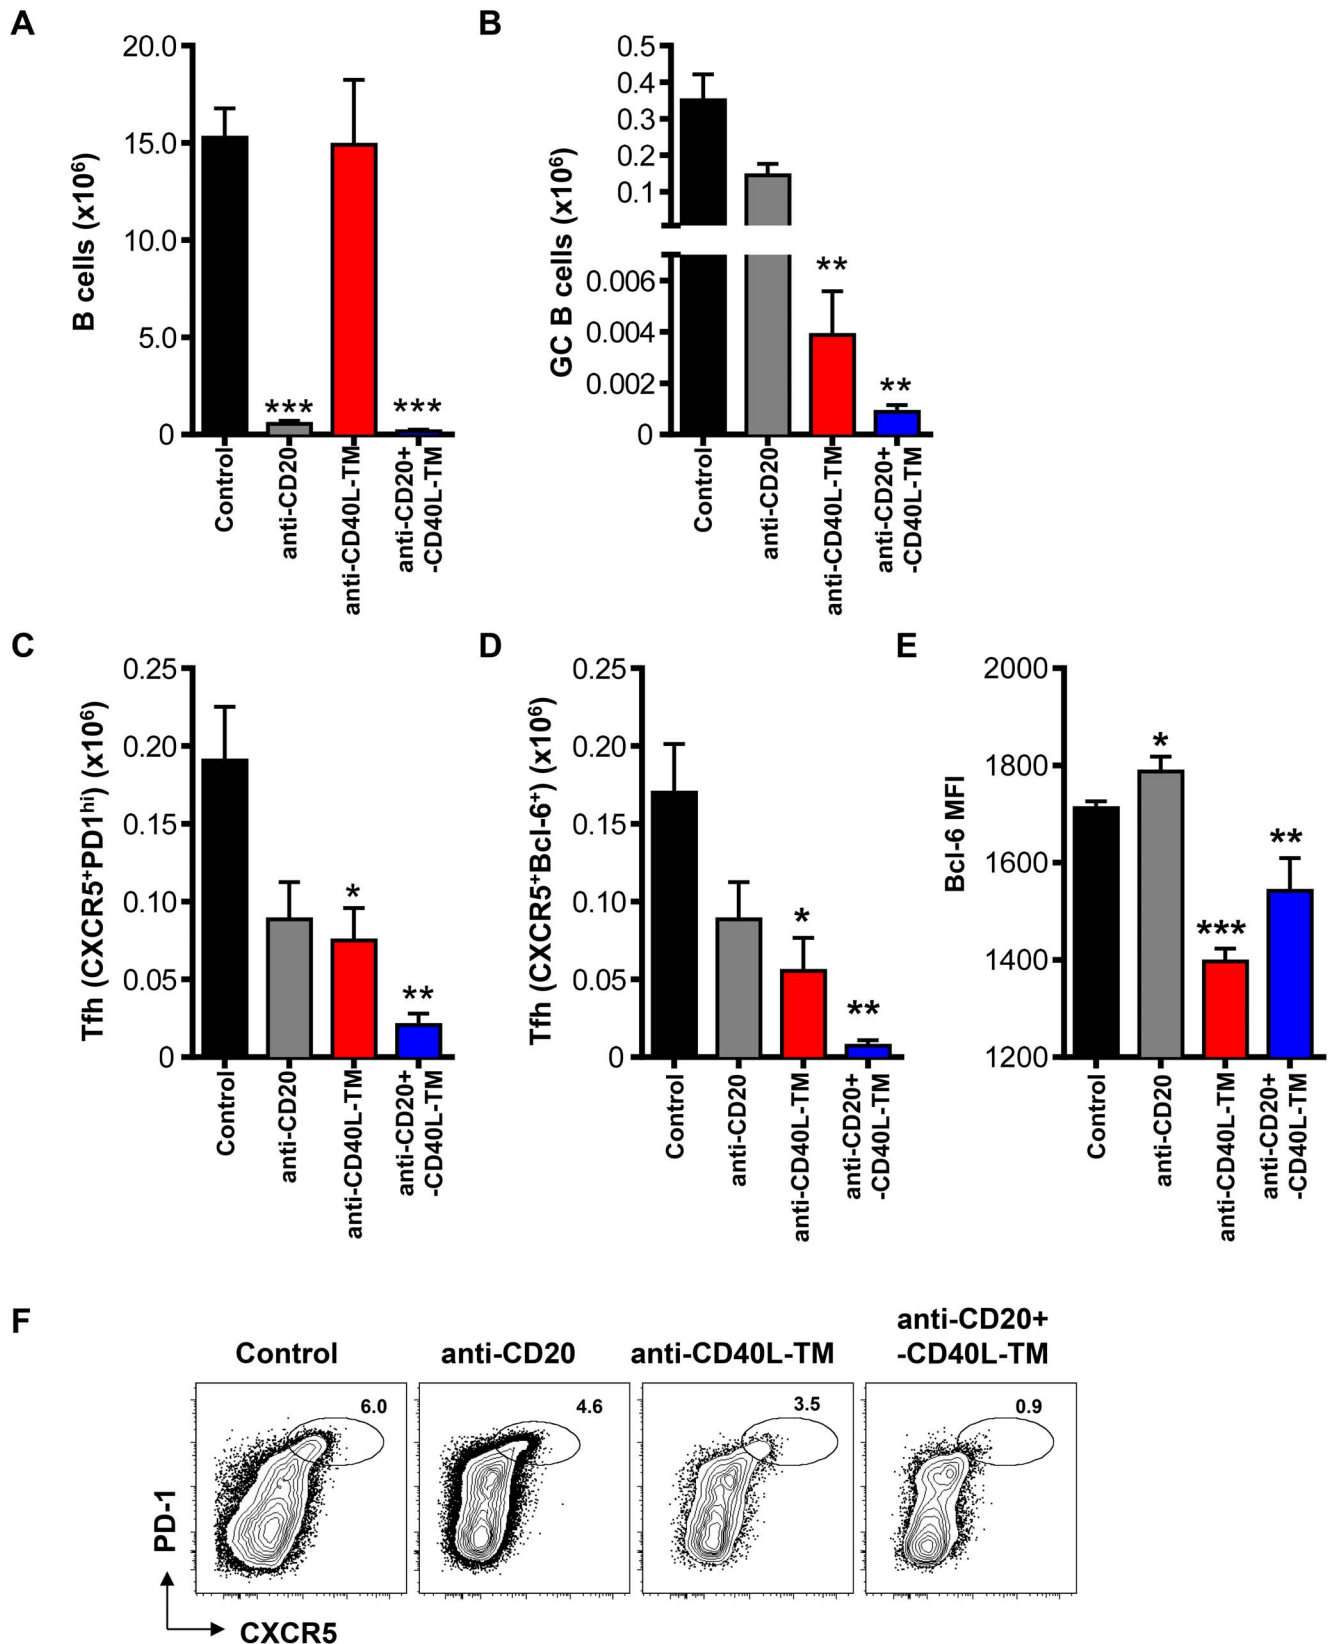 A
B cells (x10⁶)
20.0
15.0
10.0
5.0
0
***
***
Control
anti-CD20
anti-CD40L-TM
anti-CD20+
-CD40L-TM
B
GC B cells (x10⁶)
0.5
0.4
0.3
0.2
0.1
0.006
0.004
0.002
0
**
**
Control
anti-CD20
anti-CD40L-TM
anti-CD20+
-CD40L-TM
C
Tfh (CXCR5⁺PD1ʰⁱ) (x10⁶)
0.25
0.20
0.15
0.10
0.05
0
*
**
Control
anti-CD20
anti-CD40L-TM
anti-CD20+
-CD40L-TM
D
Tfh (CXCR5⁺Bcl-6⁺) (x10⁶)
0.25
0.20
0.15
0.10
0.05
0
*
**
Control
anti-CD20
anti-CD40L-TM
anti-CD20+
-CD40L-TM
E
Bcl-6 MFI
2000
1800
1600
1400
1200
*
***
**
Control
anti-CD20
anti-CD40L-TM
anti-CD20+
-CD40L-TM
F
Control
anti-CD20
anti-CD40L-TM
anti-CD20+
-CD40L-TM
6.0
4.6
3.5
0.9
PD-1
CXCR5